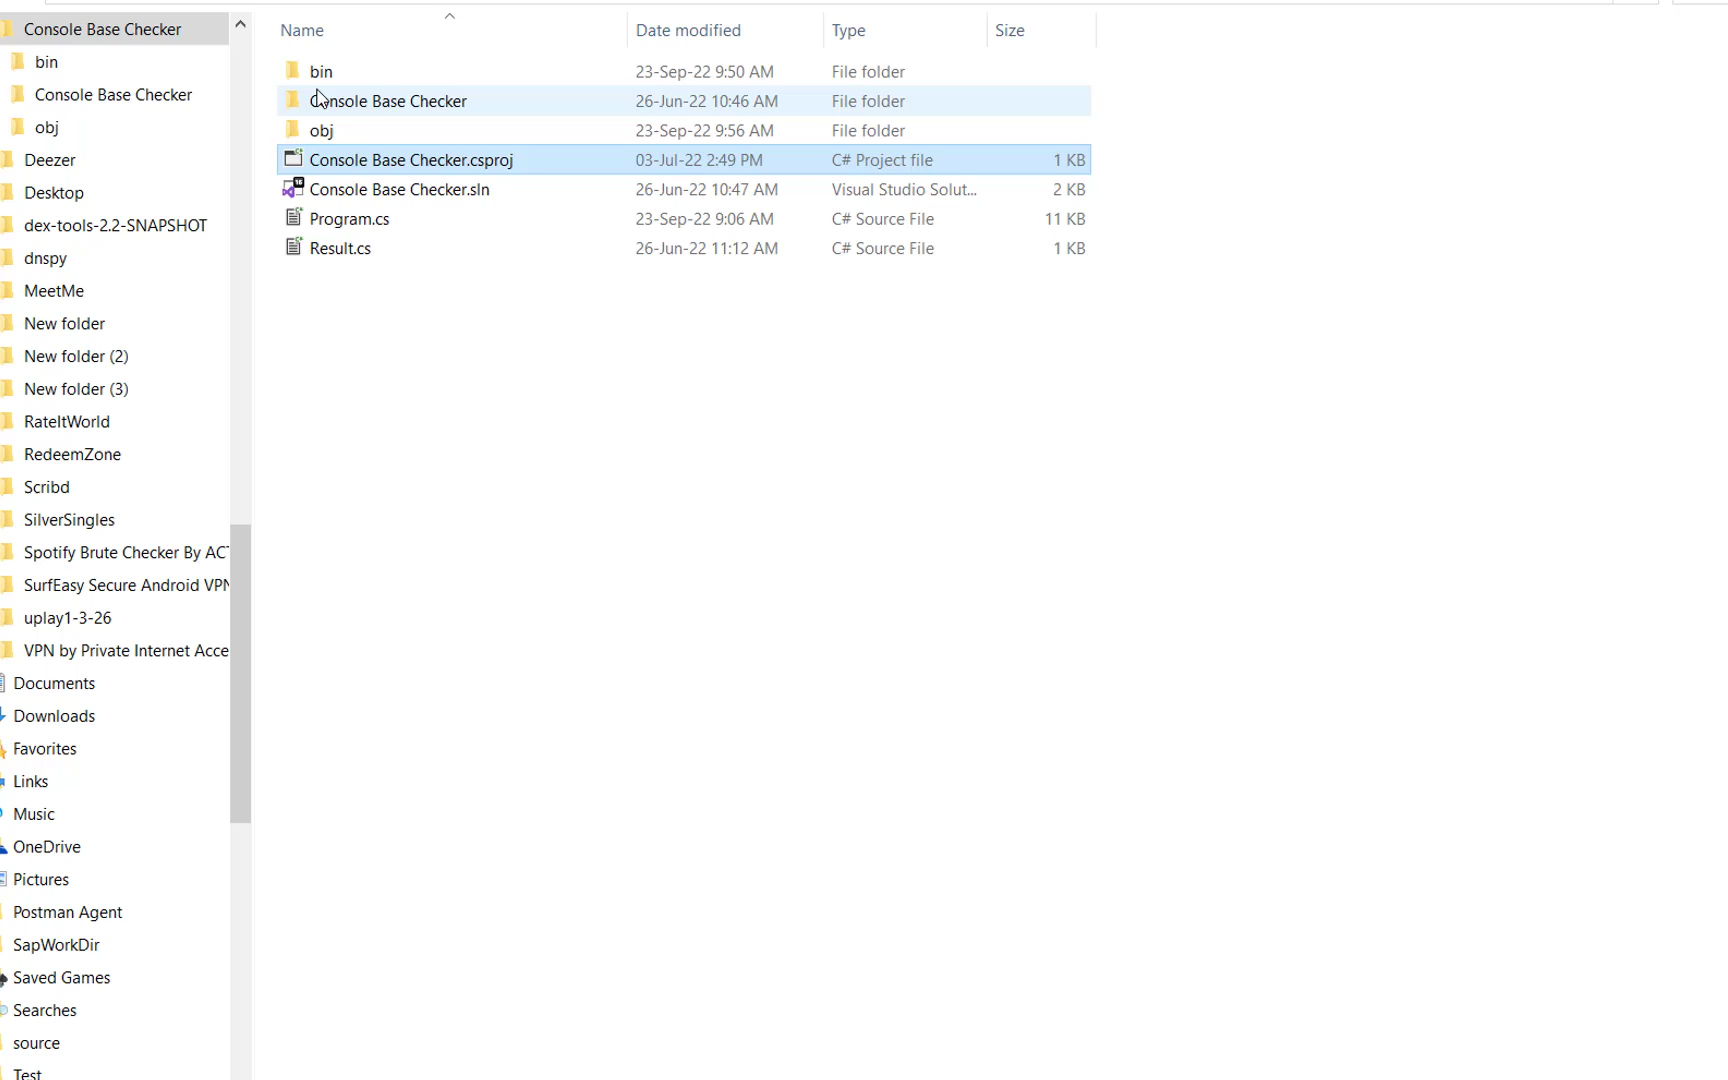 Console Base Checker
bin
Console Base Checker
obj
Deezer
Desktop
dex-tools-2.2-SNAPSHOT
dnspy
MeetMe
New folder
New folder (2)
New folder (3)
RateItWorld
RedeemZone
Scribd
SilverSingles
Spotify Brute Checker By ACT
SurfEasy Secure Android VPN
uplay1-3-26
VPN by Private Internet Acce
Documents
Downloads
Favorites
Links
Music
OneDrive
Pictures
Postman Agent
SapWorkDir
Saved Games
Searches
source
Test
Name Date modified Type Size
bin 23-Sep-22 9:50 AM File folder
Console Base Checker 26-Jun-22 10:46 AM File folder
obj 23-Sep-22 9:56 AM File folder
Console Base Checker.csproj 03-Jul-22 2:49 PM C# Project file 1 KB
Console Base Checker.sln 26-Jun-22 10:47 AM Visual Studio Solut... 2 KB
Program.cs 23-Sep-22 9:06 AM C# Source File 11 KB
Result.cs 26-Jun-22 11:12 AM C# Source File 1 KB